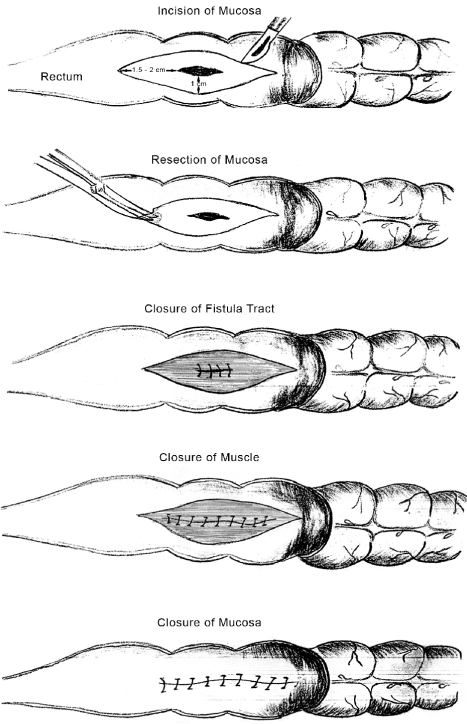 Incision of Mucosa
1.5 - 2 cm
Rectum
1 cm
Resection of Mucosa
Closure of Fistula Tract
Closure of Muscle
Closure of Mucosa